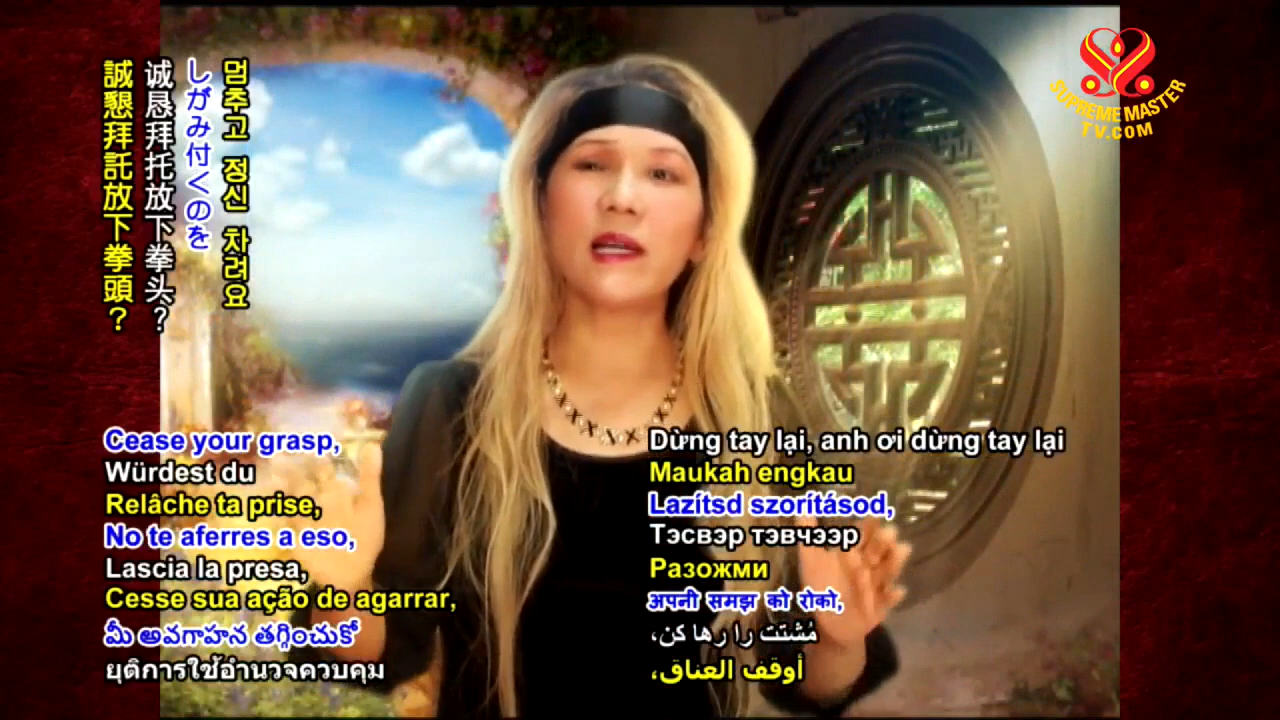 誠懇拜託放下拳頭？
诚恳拜托放下拳头？
しがみ付くのを
멈추고 정신 차려요
SUPREME MASTER
TV.COM
Cease your grasp,
Würdest du
Relâche ta prise,
No te aferres a eso,
Lascia la presa,
Cesse sua ação de agarrar,
మీ అవగాహన తగ్గించుకో
ยุติการใช้อำนวจควบคุม
Dừng tay lại, anh ơi dừng tay lại
Maukah engkau
Lazítsd szorításod,
Тэсвэр тэвчээр
Разожми
अपनी समझ को रोको,
مُشتت را رها کن،
أوقف العناق،